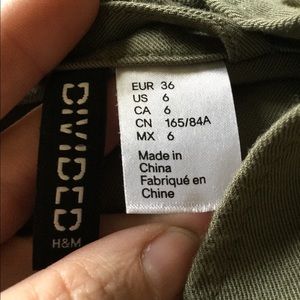 DIVIDED
H&M
EUR 36
US 6
CA 6
CN 165/84A
MX 6
Made in
China
Fabriqué en
Chine